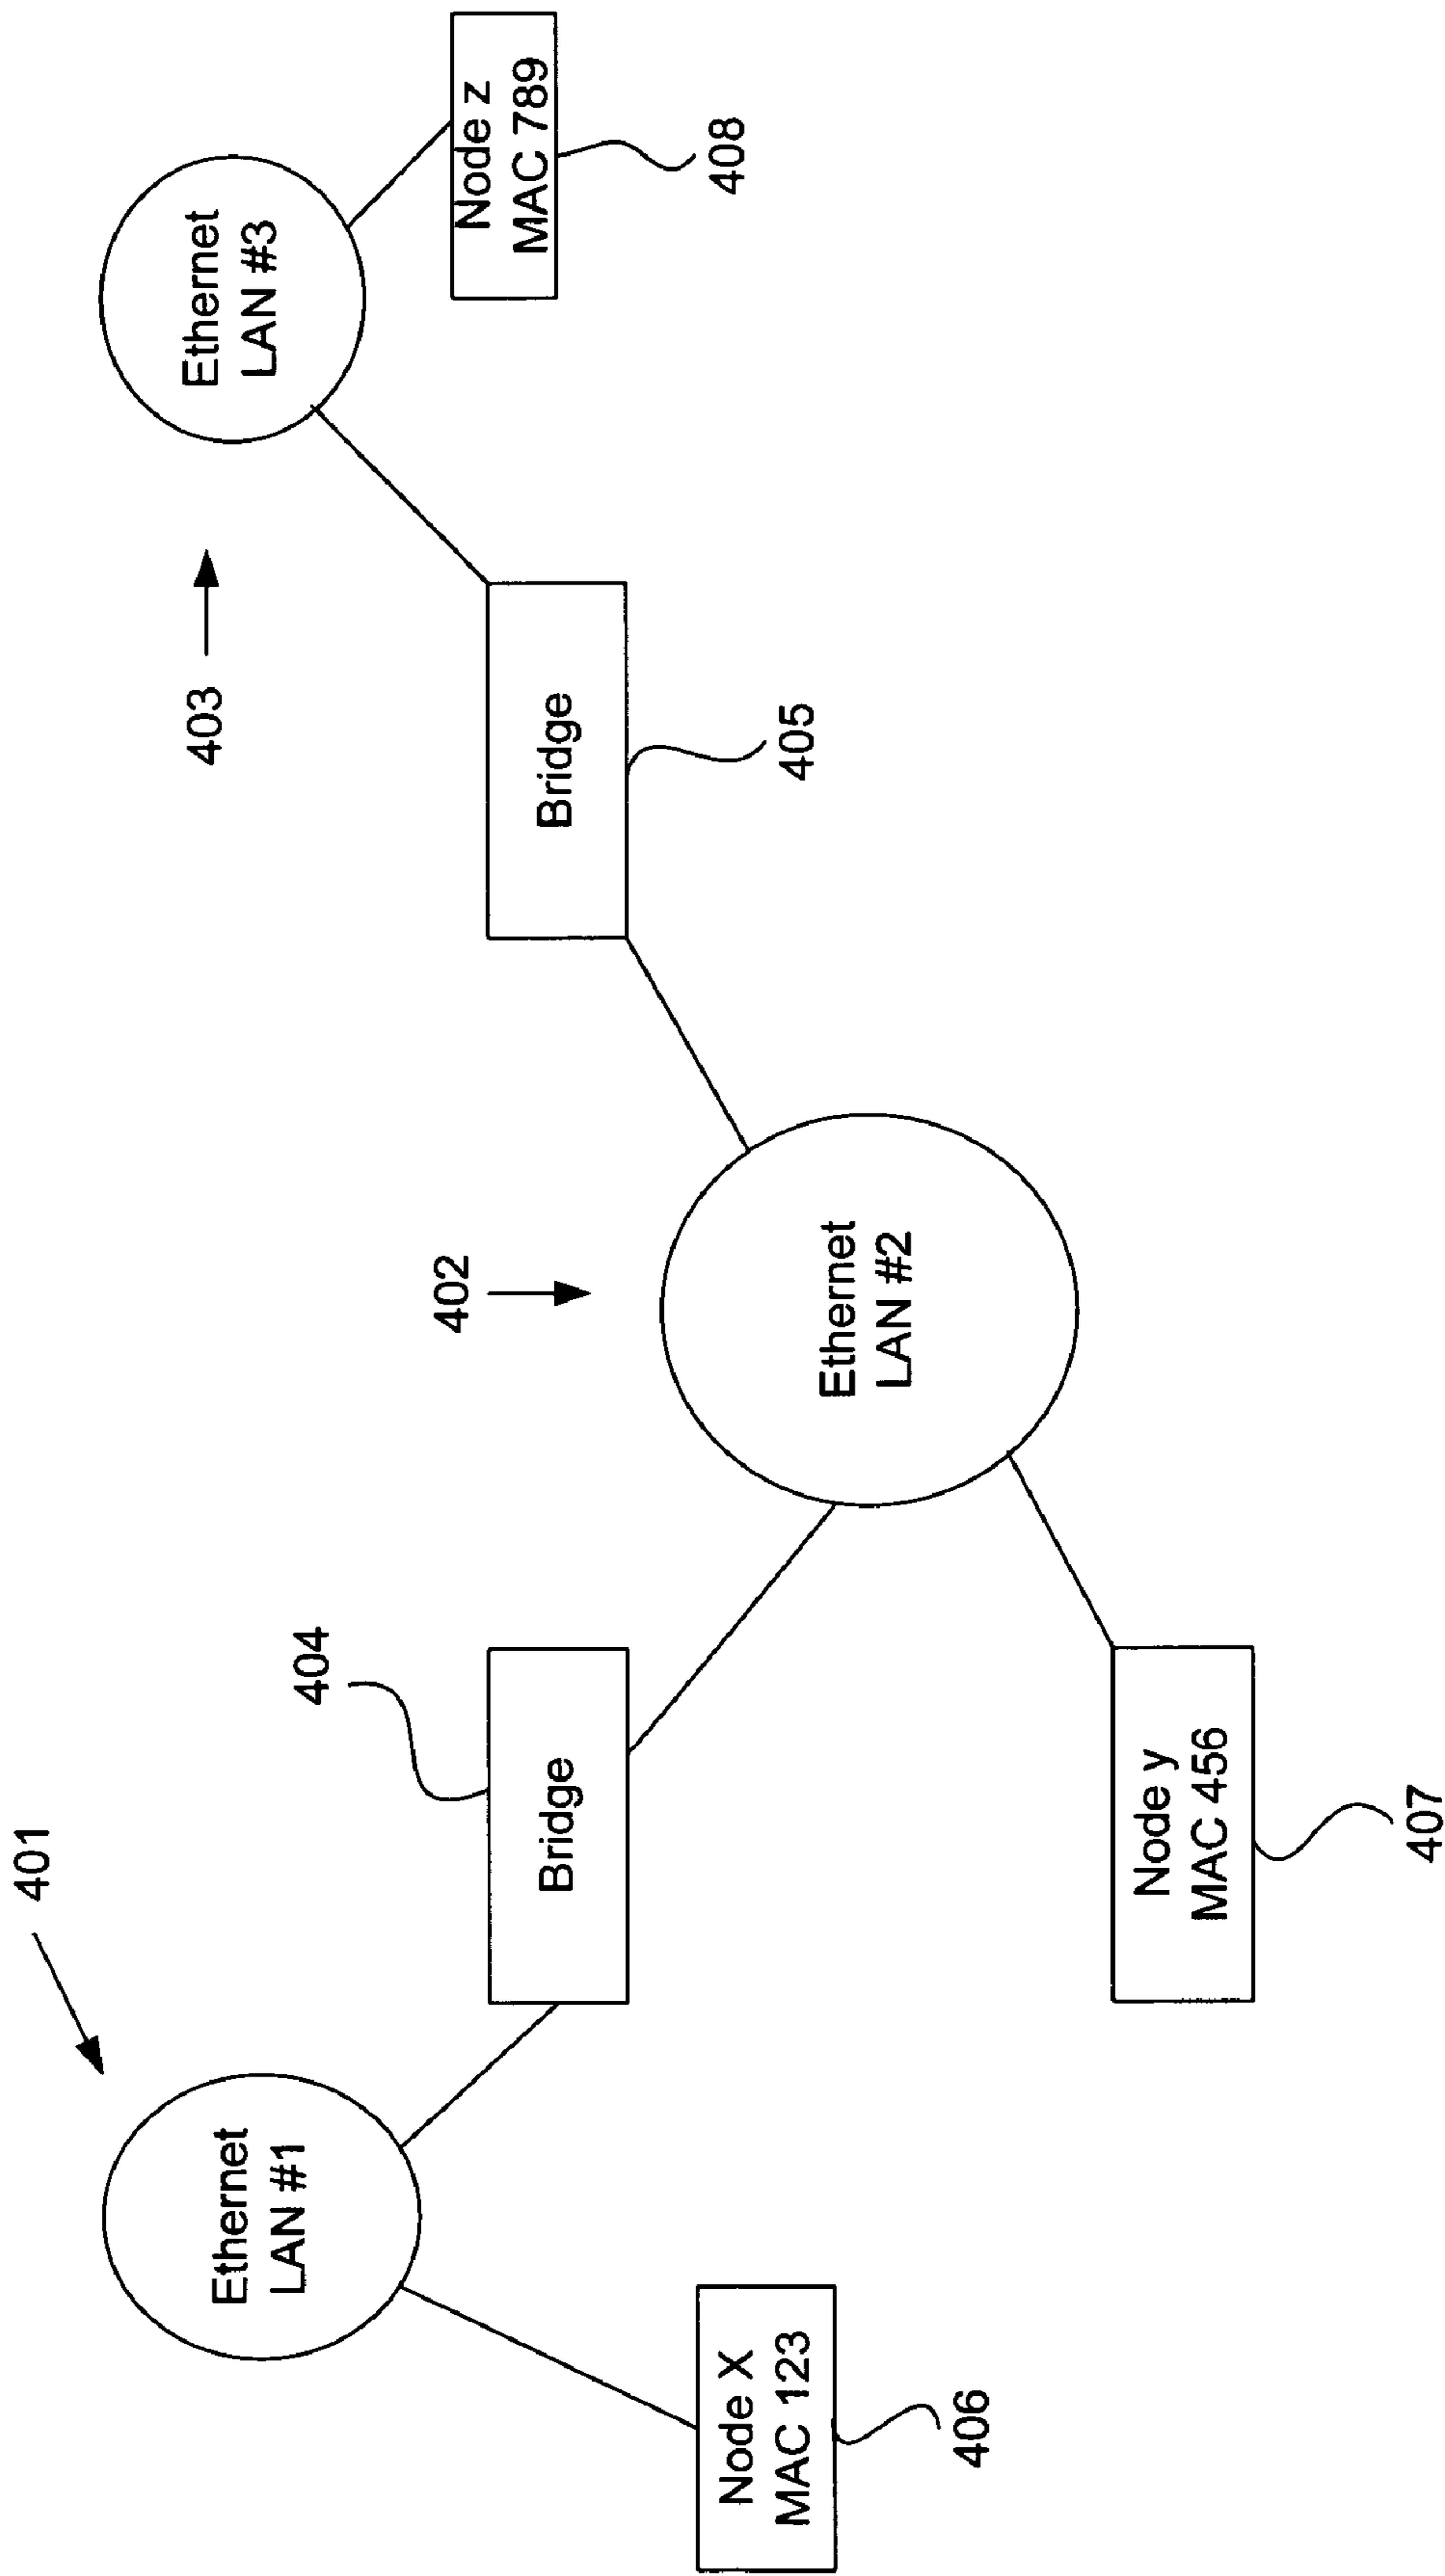 401
Ethernet
LAN #1
404
Bridge
402
Ethernet
LAN #2
403
Ethernet
LAN #3
Bridge
405
Node z
MAC 789
408
Node X
MAC 123
406
Node y
MAC 456
407